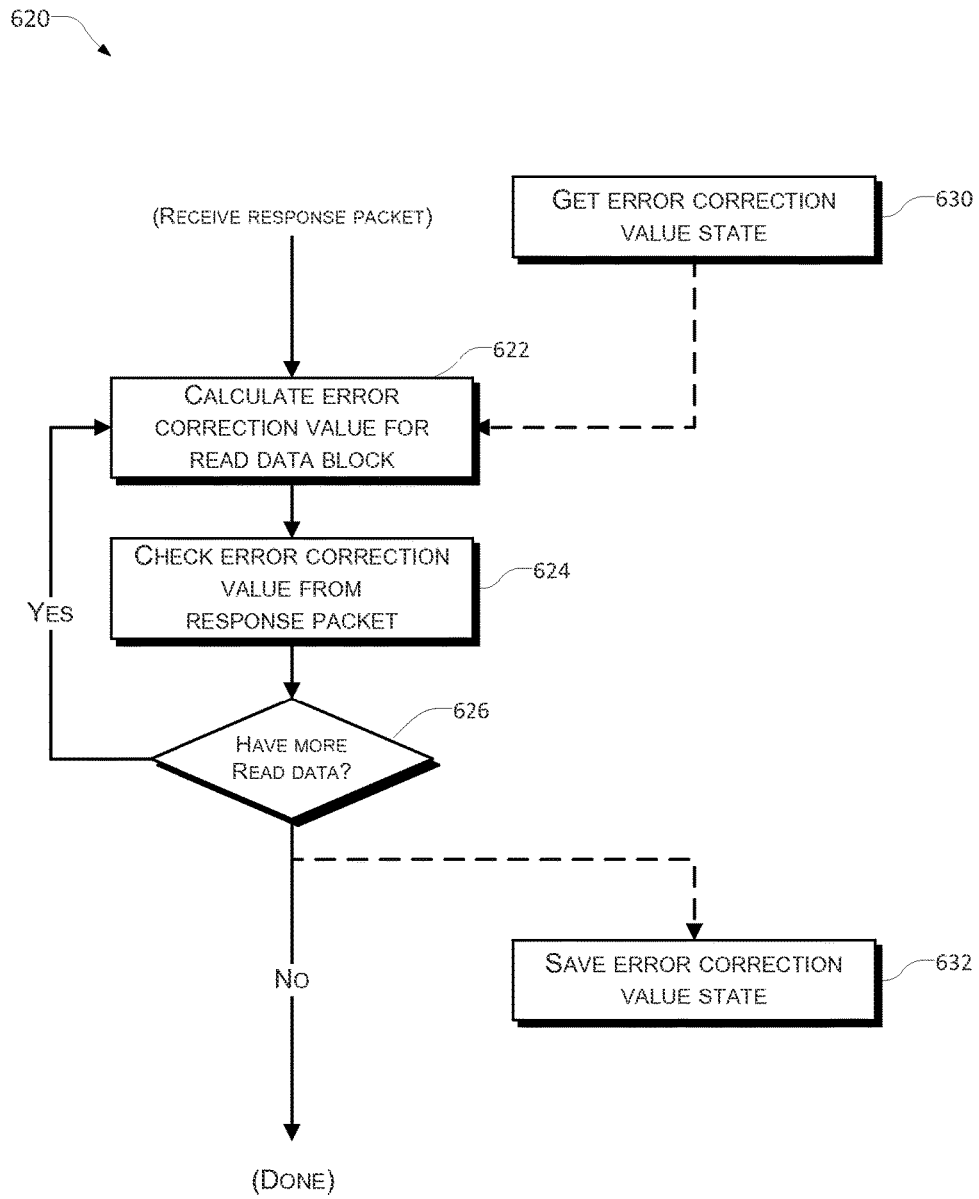 620
(RECEIVE RESPONSE PACKET)
GET ERROR CORRECTION
VALUE STATE
630
622
CALCULATE ERROR
CORRECTION VALUE FOR
READ DATA BLOCK
CHECK ERROR CORRECTION
VALUE FROM
RESPONSE PACKET
624
YES
626
HAVE MORE
READ DATA?
SAVE ERROR CORRECTION
VALUE STATE
632
NO
(DONE)